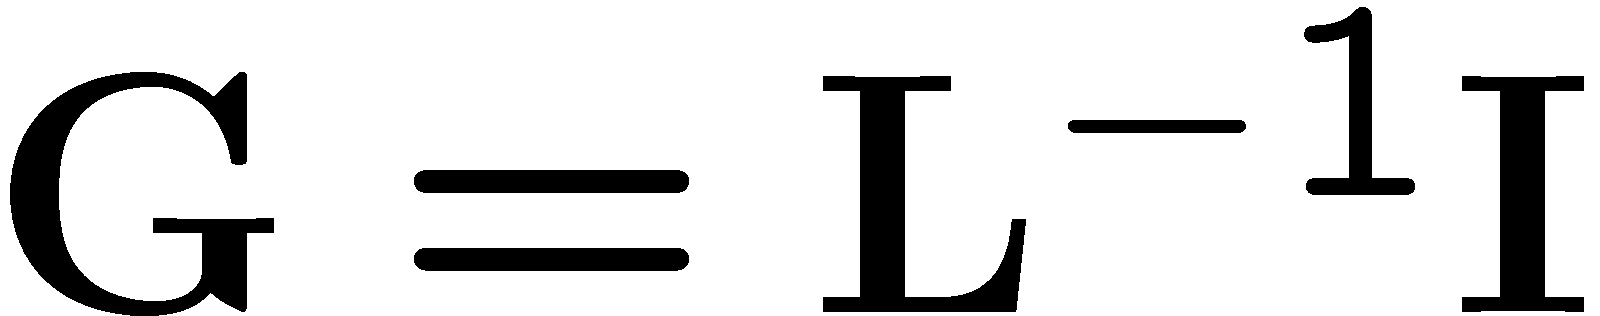 G = L⁻¹I